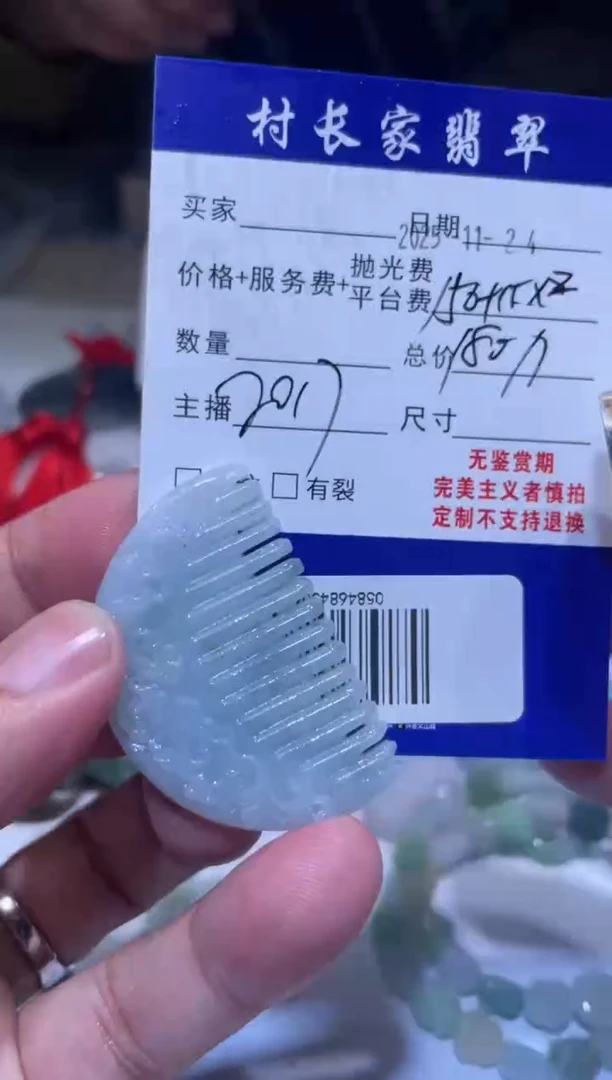 村长家翡翠
买家
日期 2025-11-24
价格+服务费+抛光费平台费
数量
总价
主播 2017
尺寸
有裂
无鉴赏期
完美主义者慎拍
定制不支持退换